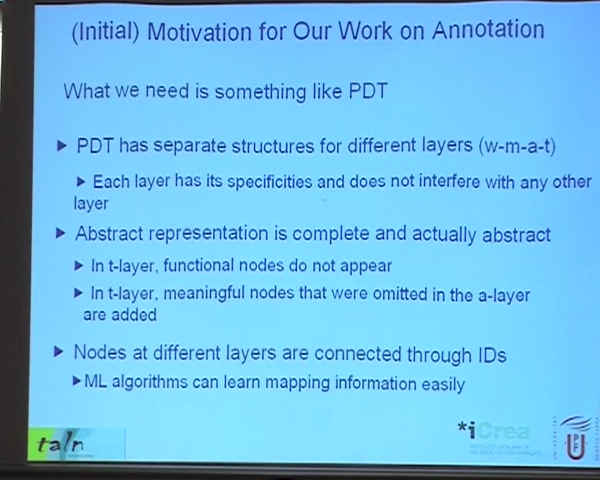 (Initial) Motivation for Our Work on Annotation
What we need is something like PDT
PDT has separate structures for different layers (w-m-a-t)
Each layer has its specificities and does not interfere with any other
layer
Abstract representation is complete and actually abstract
In t-layer, functional nodes do not appear
In t-layer, meaningful nodes that were omitted in the a-layer
are added
Nodes at different layers are connected through IDs
ML algorithms can learn mapping information easily
taln
*iCrea
U